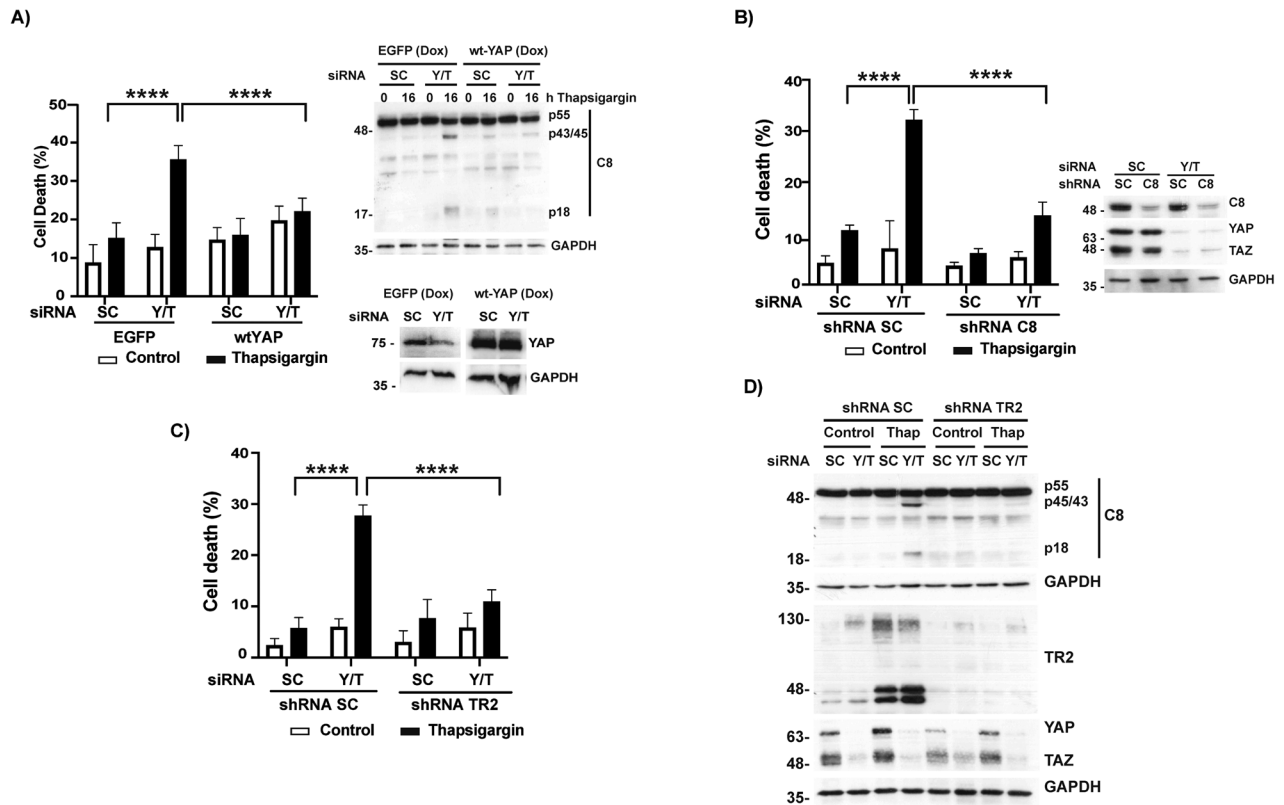 A)
Cell Death (%)
50
40
30
20
10
0
**** ****
siRNA SC Y/T SC Y/T
EGFP wtYAP
Control Thapsigargin
EGFP (Dox) wt-YAP (Dox)
siRNA SC Y/T SC Y/T
0 16 0 16 0 16 0 16 h Thapsigargin
48-
17-
35-
p55
p43/45
C8
p18
GAPDH
EGFP (Dox) wt-YAP (Dox)
siRNA SC Y/T SC Y/T
75 - YAP
35 - GAPDH
B)
Cell death (%)
40
30
20
10
0
**** ****
SC Y/T SC Y/T
siRNA
shRNA SC shRNA C8
Control Thapsigargin
siRNA SC Y/T
shRNA SC C8 SC C8
48 - C8
63 - YAP
48 - TAZ
35 - GAPDH
C)
Cell death (%)
40
30
20
10
0
**** ****
siRNA SC Y/T SC Y/T
shRNA SC shRNA TR2
Control Thapsigargin
D)
shRNA SC shRNA TR2
Control Thap Control Thap
siRNA SC Y/T SC Y/T SC Y/T SC Y/T
48-
18-
p55
p45/43
C8
p18
35- GAPDH
130-
TR2
48-
63- YAP
48- TAZ
35- GAPDH